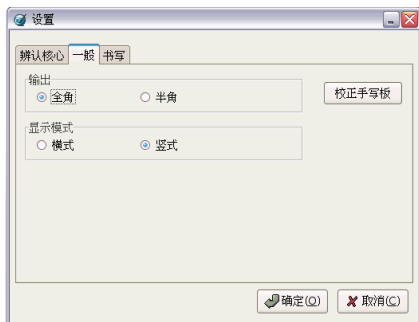 设置
辨认核心 一般 书写
输出
全角 半角
校正手写板
显示模式
横式 竖式
确定(O) 取消(C)